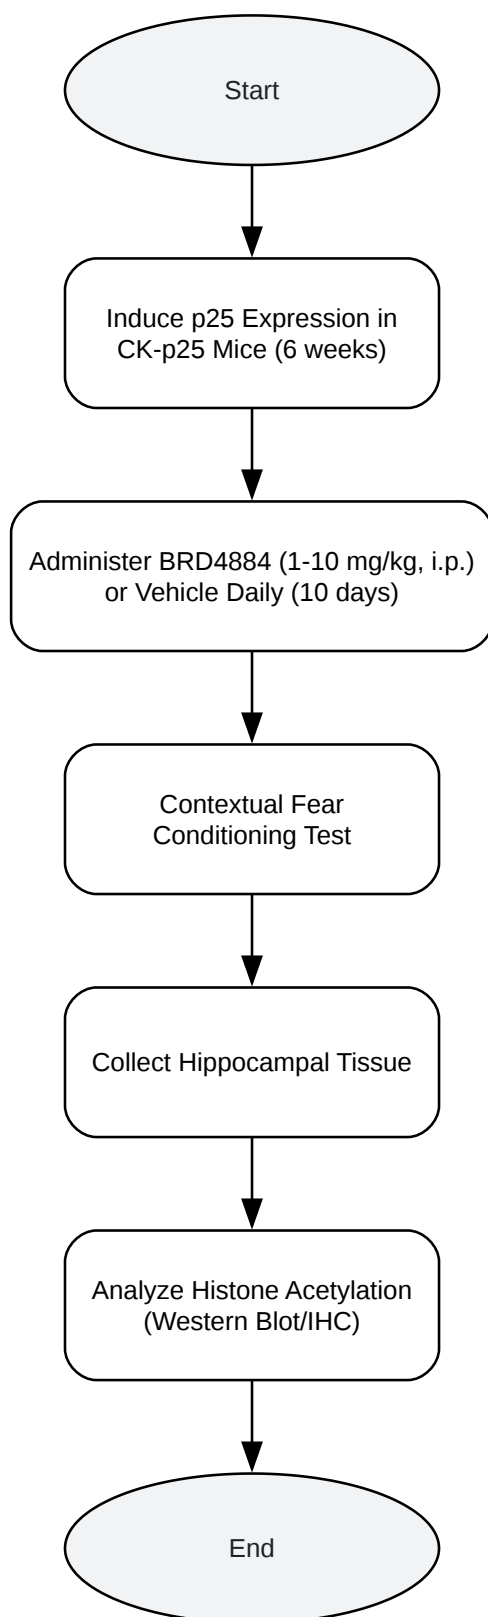 Start
Induce p25 Expression in
CK-p25 Mice (6 weeks)
Administer BRD4884 (1-10 mg/kg, i.p.)
or Vehicle Daily (10 days)
Contextual Fear
Conditioning Test
Collect Hippocampal Tissue
Analyze Histone Acetylation
(Western Blot/IHC)
End